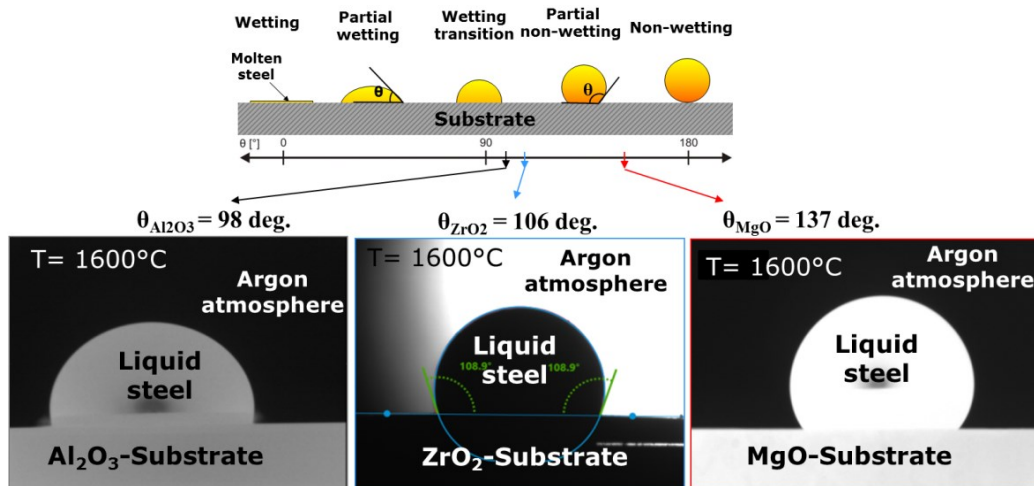 Wetting
Partial
wetting
Wetting
transition
Partial
non-wetting
Non-wetting
Molten
steel
θ
θ
Substrate
θ [°]
0
90
180
θAl2O3 = 98 deg.
θZrO2 = 106 deg.
θMgO = 137 deg.
T= 1600°C
Argon
atmosphere
Liquid
steel
Al₂O₃-Substrate
T= 1600°C
Argon
atmosphere
Liquid
steel
108.9°
108.9°
ZrO₂-Substrate
T= 1600°C
Argon
atmosphere
Liquid
steel
MgO-Substrate